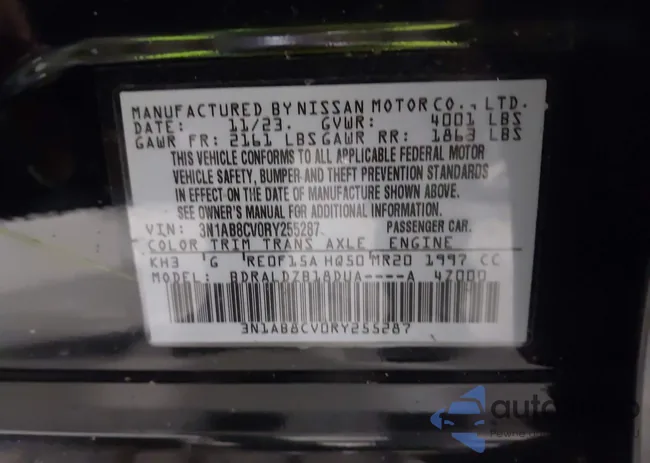 MANUFACTURED BY NISSAN MOTOR CO., LTD.
DATE: 11/23. GVWR: 4001 LBS
GAWR FR: 2161 LBS GAWR RR: 1863 LBS
THIS VEHICLE CONFORMS TO ALL APPLICABLE FEDERAL MOTOR
VEHICLE SAFETY, BUMPER AND THEFT PREVENTION STANDARDS
IN EFFECT ON THE DATE OF MANUFACTURE SHOWN ABOVE.
SEE OWNER'S MANUAL FOR ADDITIONAL INFORMATION.
VIN: 3N1AB8CV0RY255287 PASSENGER CAR.
COLOR TRIM TRANS AXLE ENGINE
KH3 G RE0F15A HQ50 MR20 1997 CC
MODEL: BDRALDZB18DUA----A 4Z000
3N1AB8CV0RY255287